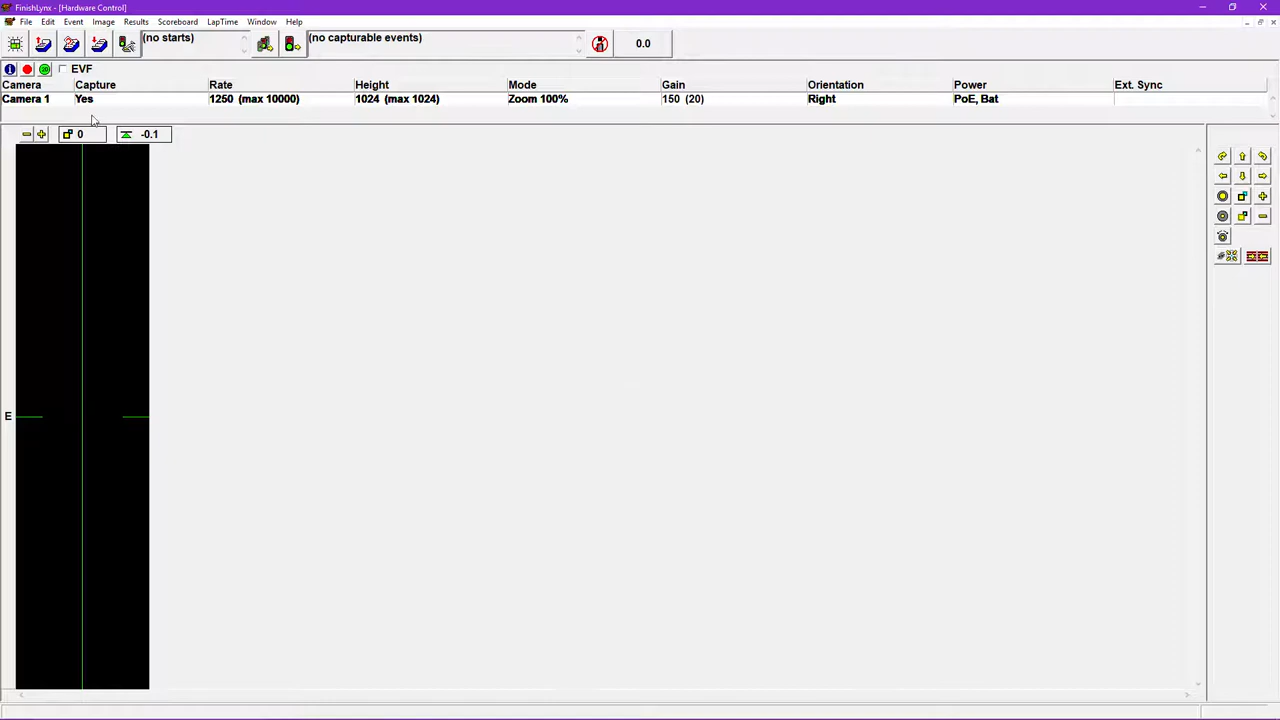 FinishLynx - [Hardware Control]
File Edit Event Image Results Scoreboard LapTime Window Help
(no starts) (no capturable events) 0.0
EVF
Camera Capture Rate Height Mode Gain Orientation Power Ext. Sync
Camera 1 Yes 1250 (max 10000) 1024 (max 1024) Zoom 100% 150 (20) Right PoE, Bat
0 -0.1
E